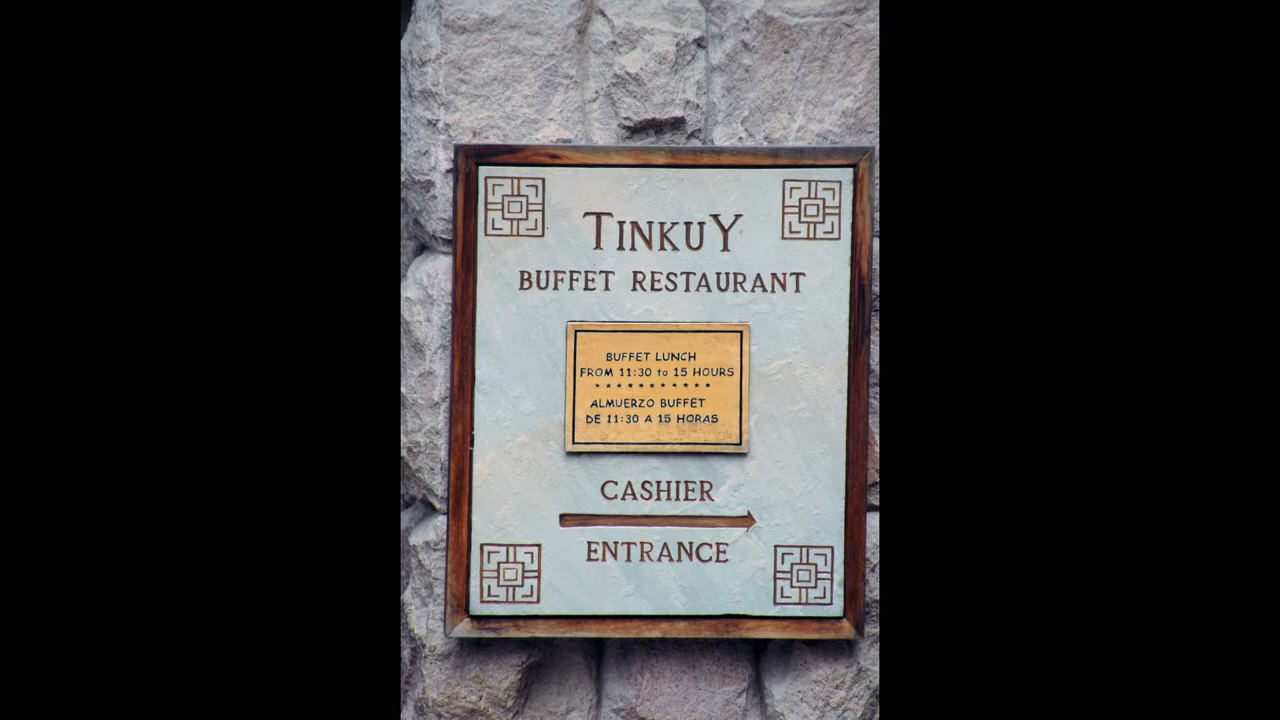 TINKUY
BUFFET RESTAURANT
BUFFET LUNCH
FROM 11:30 to 15 HOURS
ALMUERZO BUFFET
DE 11:30 A 15 HORAS
CASHIER
ENTRANCE